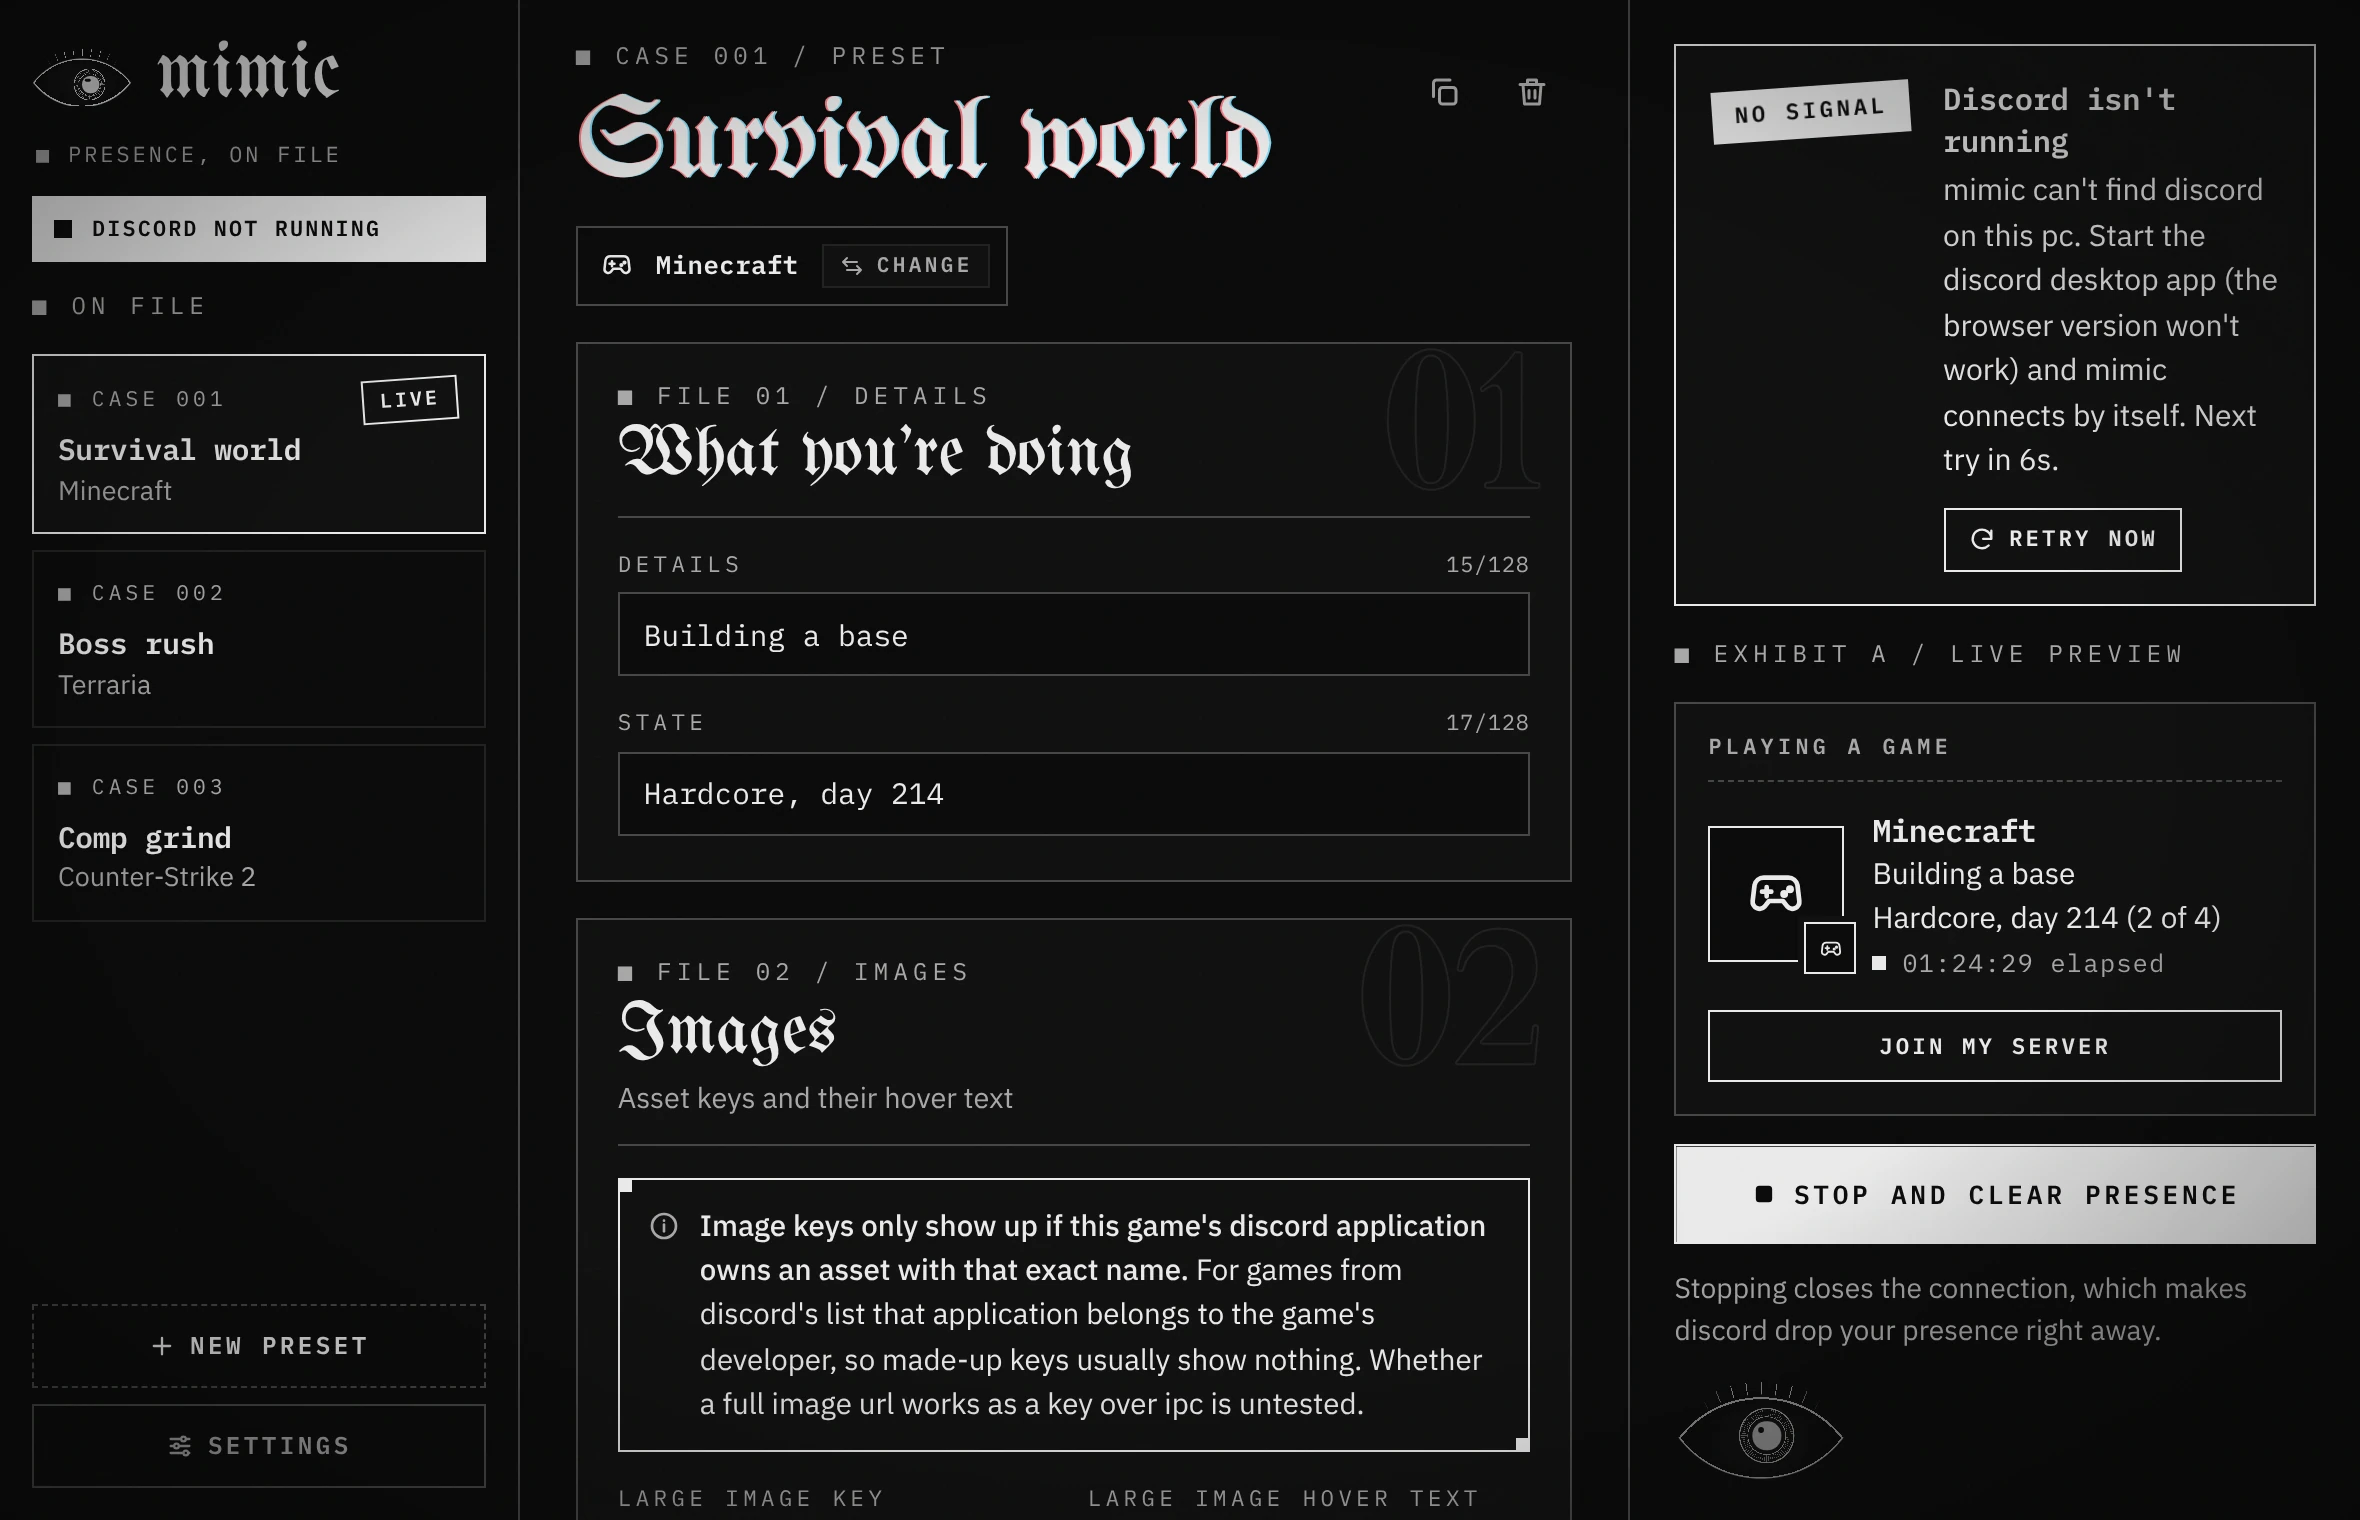 mimic
PRESENCE, ON FILE
DISCORD NOT RUNNING
ON FILE
CASE 001
LIVE
Survival world
Minecraft
CASE 002
Boss rush
Terraria
CASE 003
Comp grind
Counter-Strike 2
NEW PRESET
SETTINGS
CASE 001 / PRESET
Survival world
Minecraft
CHANGE
01
FILE 01 / DETAILS
What you're doing
DETAILS
15/128
Building a base
STATE
17/128
Hardcore, day 214
02
FILE 02 / IMAGES
Images
Asset keys and their hover text
Image keys only show up if this game's discord application
owns an asset with that exact name. For games from
discord's list that application belongs to the game's
developer, so made-up keys usually show nothing. Whether
a full image url works as a key over ipc is untested.
LARGE IMAGE KEY
LARGE IMAGE HOVER TEXT
NO SIGNAL
Discord isn't
running
mimic can't find discord
on this pc. Start the
discord desktop app (the
browser version won't
work) and mimic
connects by itself. Next
try in 6s.
RETRY NOW
EXHIBIT A / LIVE PREVIEW
PLAYING A GAME
Minecraft
Building a base
Hardcore, day 214 (2 of 4)
01:24:29 elapsed
JOIN MY SERVER
STOP AND CLEAR PRESENCE
Stopping closes the connection, which makes
discord drop your presence right away.